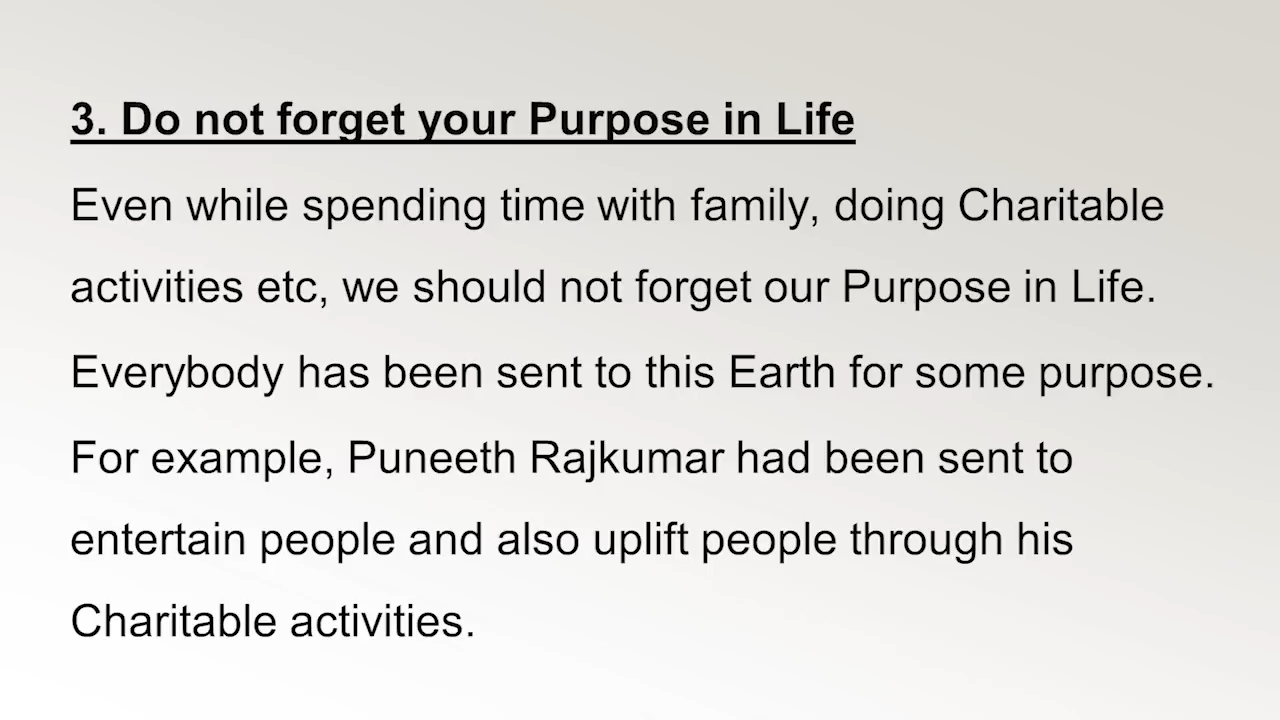 3. Do not forget your Purpose in Life
Even while spending time with family, doing Charitable
activities etc, we should not forget our Purpose in Life.
Everybody has been sent to this Earth for some purpose.
For example, Puneeth Rajkumar had been sent to
entertain people and also uplift people through his
Charitable activities.